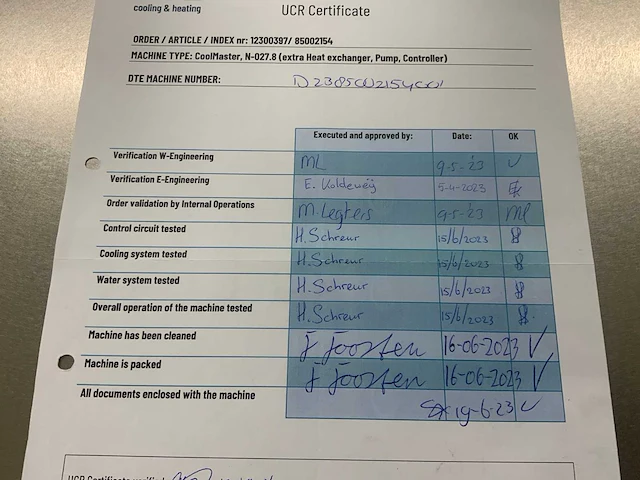 cooling & heating
UCR Certificate
ORDER / ARTICLE / INDEX nr: 12300397/ 85002154
MACHINE TYPE: CoolMaster, N-027.8 (extra Heat exchanger, Pump, Controller)
DTE MACHINE NUMBER: D2385002154001
Executed and approved by: Date: OK
Verification W-Engineering ML 9-5-'23 ✓
Verification E-Engineering E. Koldeweij 5-4-2023
Order validation by Internal Operations M. Legters 9-5-23 ML
Control circuit tested H. Schreur 15/6/2023
Cooling system tested H. Schreur 15/6/2023
Water system tested H. Schreur 15/6/2023
Overall operation of the machine tested H. Schreur 15/6/2023
Machine has been cleaned J Joosten 16-06-2023 ✓
Machine is packed J Joosten 16-06-2023 ✓
All documents enclosed with the machine 19-6-23 ✓
UCR Certificate